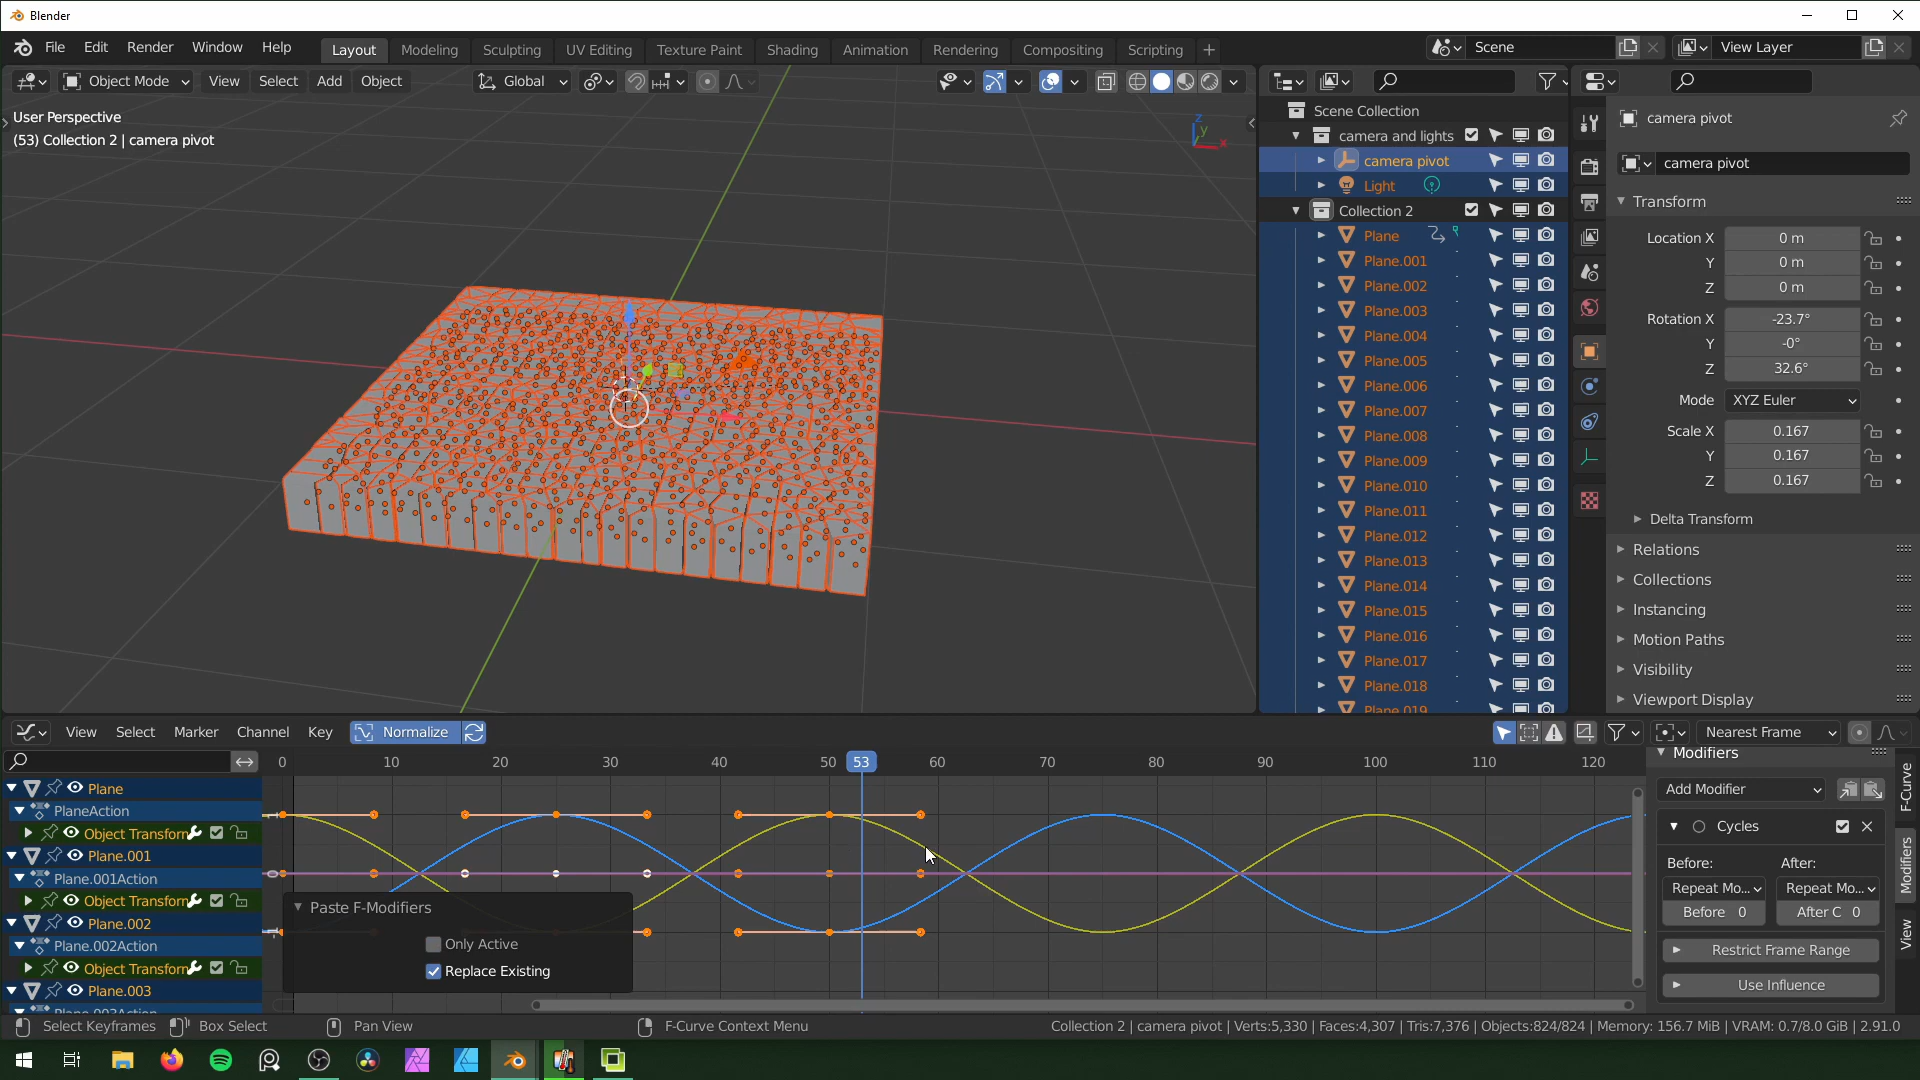 Blender
File Edit Render Window Help Layout Modeling Sculpting UV Editing Texture Paint Shading Animation Rendering Compositing Scripting + Scene View Layer
Object Mode View Select Add Object Global
User Perspective
(53) Collection 2 | camera pivot
Z
Y
X
Scene Collection
camera and lights
camera pivot
Light
Collection 2
Plane
Plane.001
Plane.002
Plane.003
Plane.004
Plane.005
Plane.006
Plane.007
Plane.008
Plane.009
Plane.010
Plane.011
Plane.012
Plane.013
Plane.014
Plane.015
Plane.016
Plane.017
Plane.018
Plane.019
camera pivot
camera pivot
Transform
Location X 0 m
Y 0 m
Z 0 m
Rotation X -23.7°
Y -0°
Z 32.6°
Mode XYZ Euler
Scale X 0.167
Y 0.167
Z 0.167
Delta Transform
Relations
Collections
Instancing
Motion Paths
Visibility
Viewport Display
View Select Marker Channel Key Normalize Nearest Frame
0 10 20 30 40 50 53 60 70 80 90 100 110 120
Plane
PlaneAction
Object Transform
Plane.001
Plane.001Action
Object Transform
Plane.002
Plane.002Action
Object Transform
Plane.003
Plane.003Action
Paste F-Modifiers
Only Active
Replace Existing
Modifiers
Add Modifier
Cycles
Before: After:
Repeat Mo... Repeat Mo...
Before 0 After C 0
Restrict Frame Range
Use Influence
F-Curve
Modifiers
View
Select Keyframes Box Select Pan View F-Curve Context Menu Collection 2 | camera pivot | Verts:5,330 | Faces:4,307 | Tris:7,376 | Objects:824/824 | Memory: 156.7 MiB | VRAM: 0.7/8.0 GiB | 2.91.0